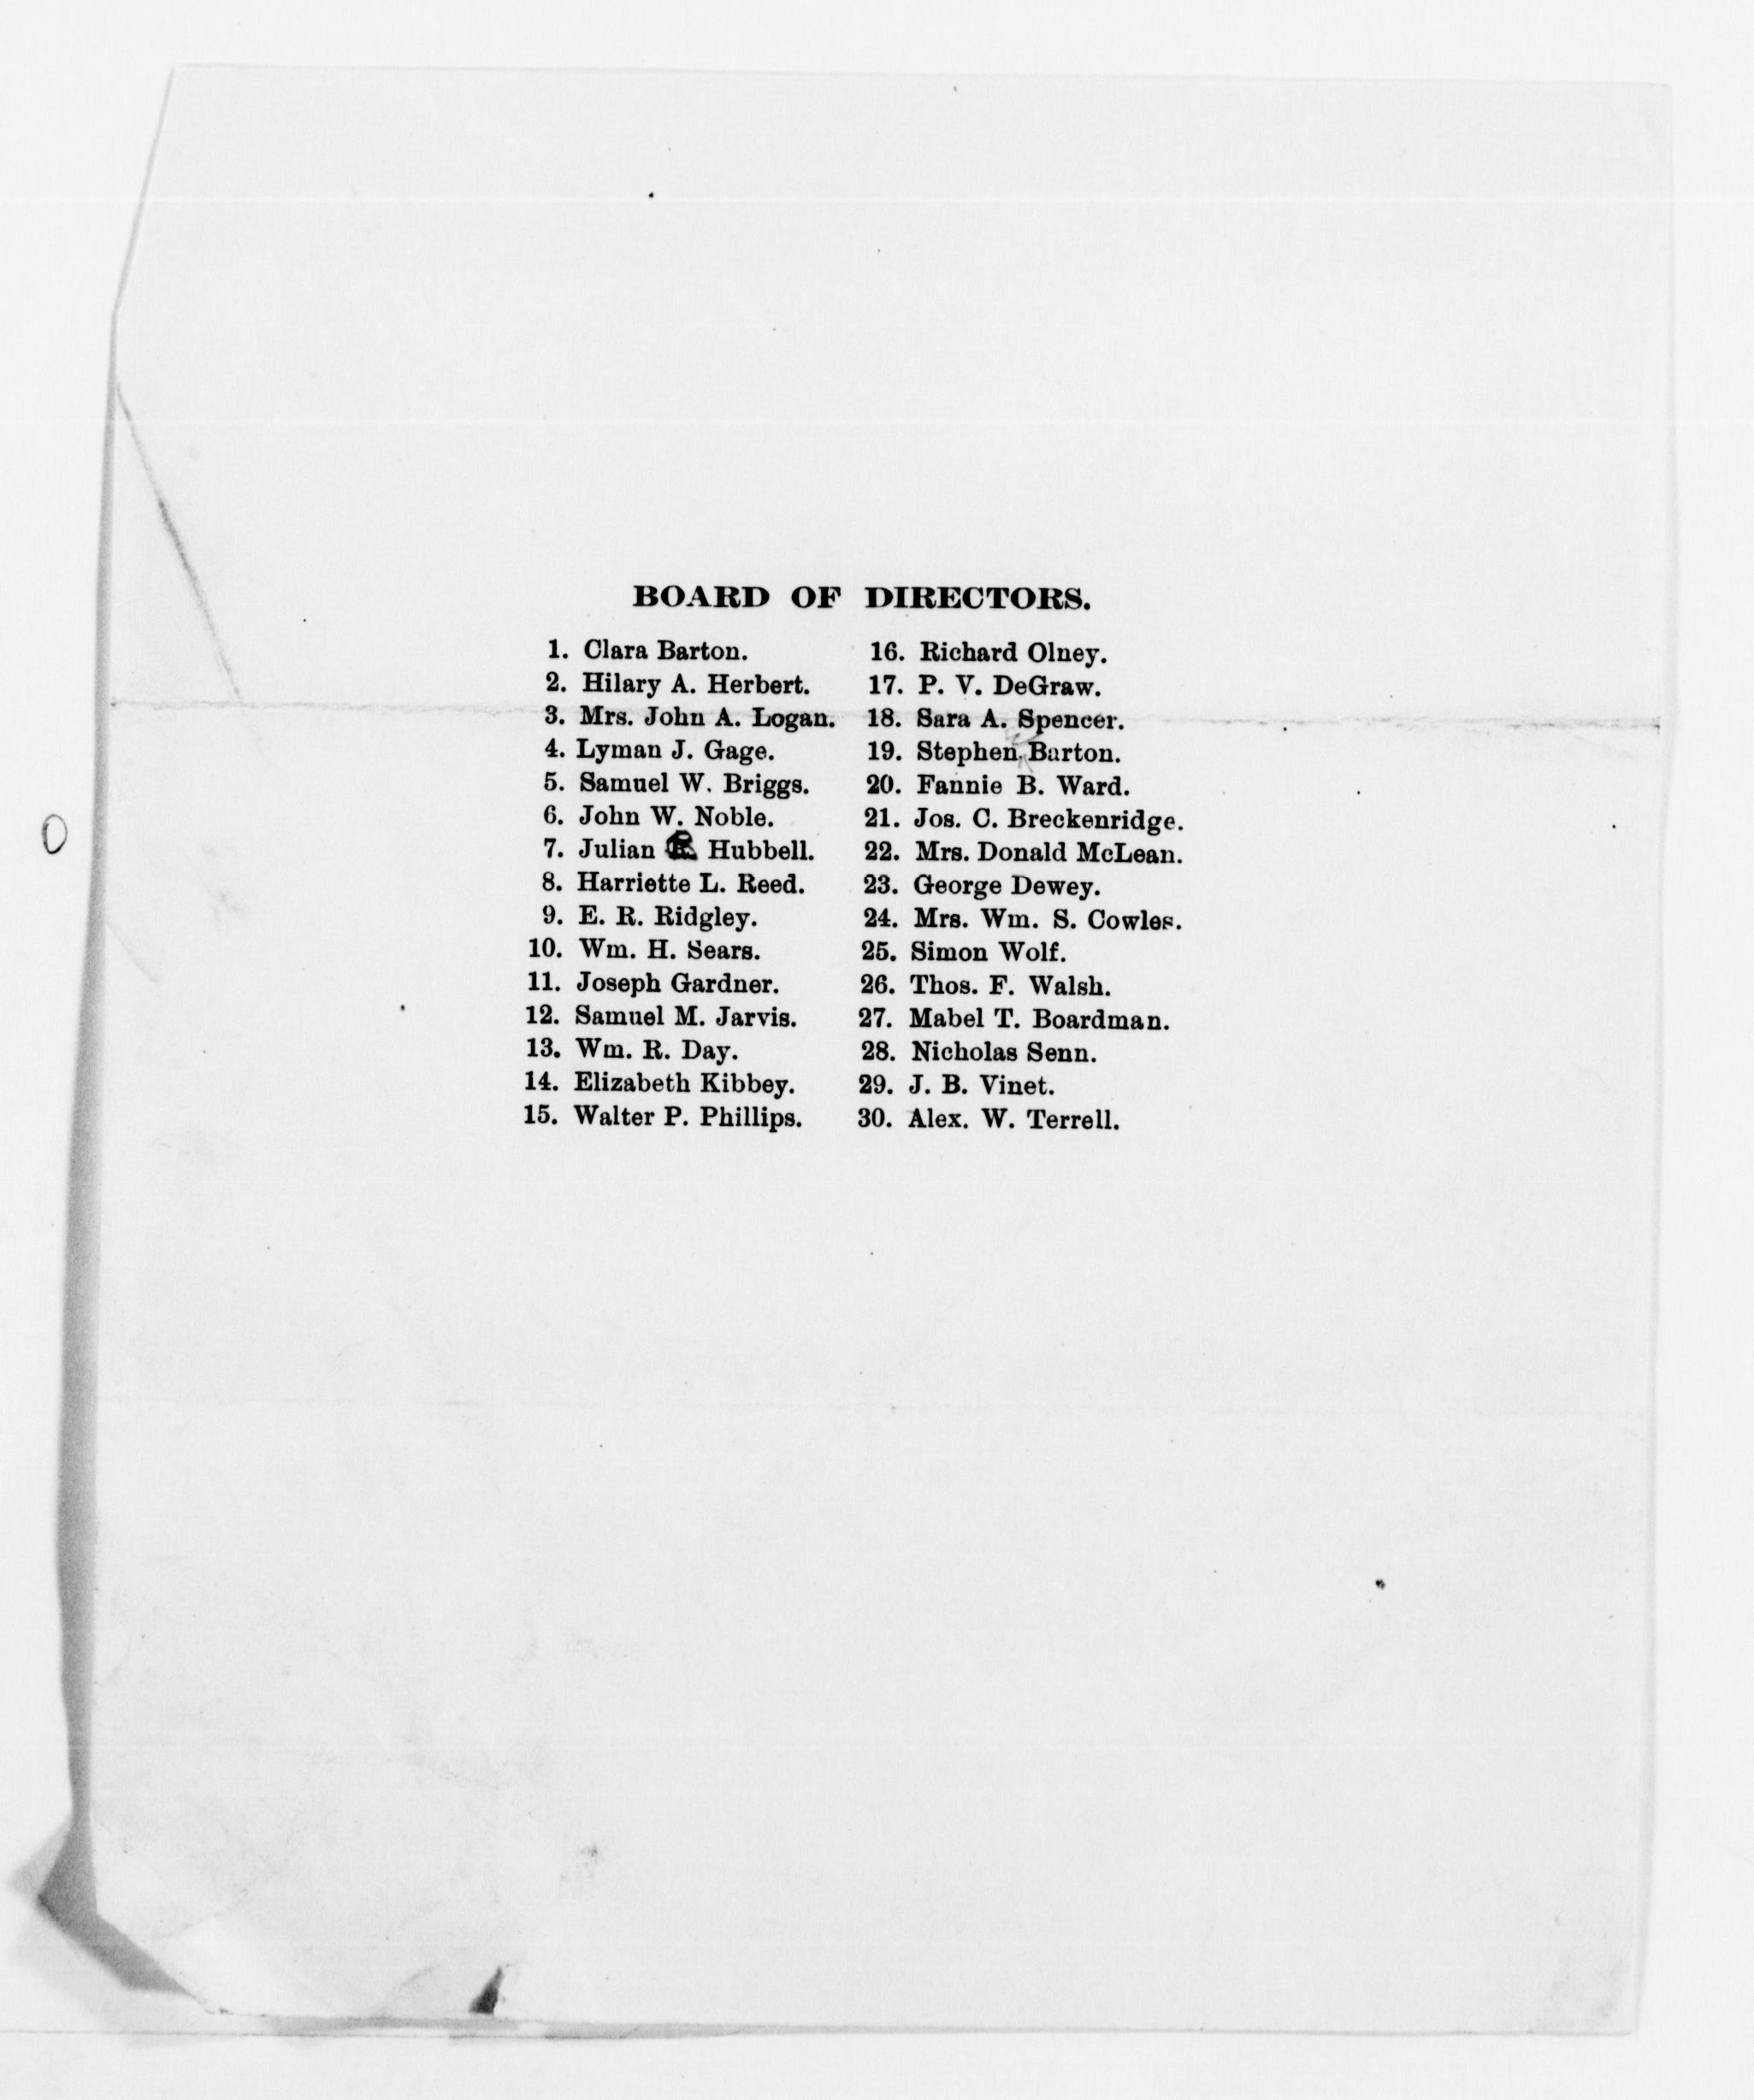 BOARD OF DIRECTORS.
1. Clara Barton.
2. Hilary A. Herbert.
3. Mrs. John A. Logan.
4. Lyman J. Gage.
5. Samuel W. Briggs.
6. John W. Noble.
7. Julian B. Hubbell.
8. Harriette L. Reed.
9. E. R. Ridgley.
10. Wm. H. Sears.
11. Joseph Gardner.
12. Samuel M. Jarvis.
13. Wm. R. Day.
14. Elizabeth Kibbey.
15. Walter P. Phillips.
16. Richard Olney.
17. P. V. DeGraw.
18. Sara A. Spencer.
19. Stephen Barton.
20. Fannie B. Ward.
21. Jos. C. Breckenridge.
22. Mrs. Donald McLean.
23. George Dewey.
24. Mrs. Wm. S. Cowles.
25. Simon Wolf.
26. Thos. F. Walsh.
27. Mabel T. Boardman.
28. Nicholas Senn.
29. J. B. Vinet.
30. Alex. W. Terrell.